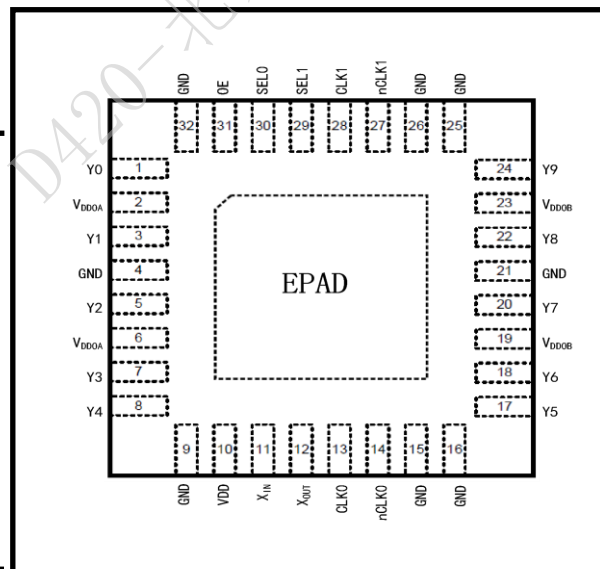 D420-北
GND OE SEL0 SEL1 CLK1 nCLK1 GND GND
32 31 30 29 28 27 26 25
Y0 1 24 Y9
VDDOA 2 23 VDDOB
Y1 3 22 Y8
GND 4 21 GND
EPAD
Y2 5 20 Y7
VDDOA 6 19 VDDOB
Y3 7 18 Y6
Y4 8 17 Y5
9 10 11 12 13 14 15 16
GND VDD XIN XOUT CLK0 nCLK0 GND GND